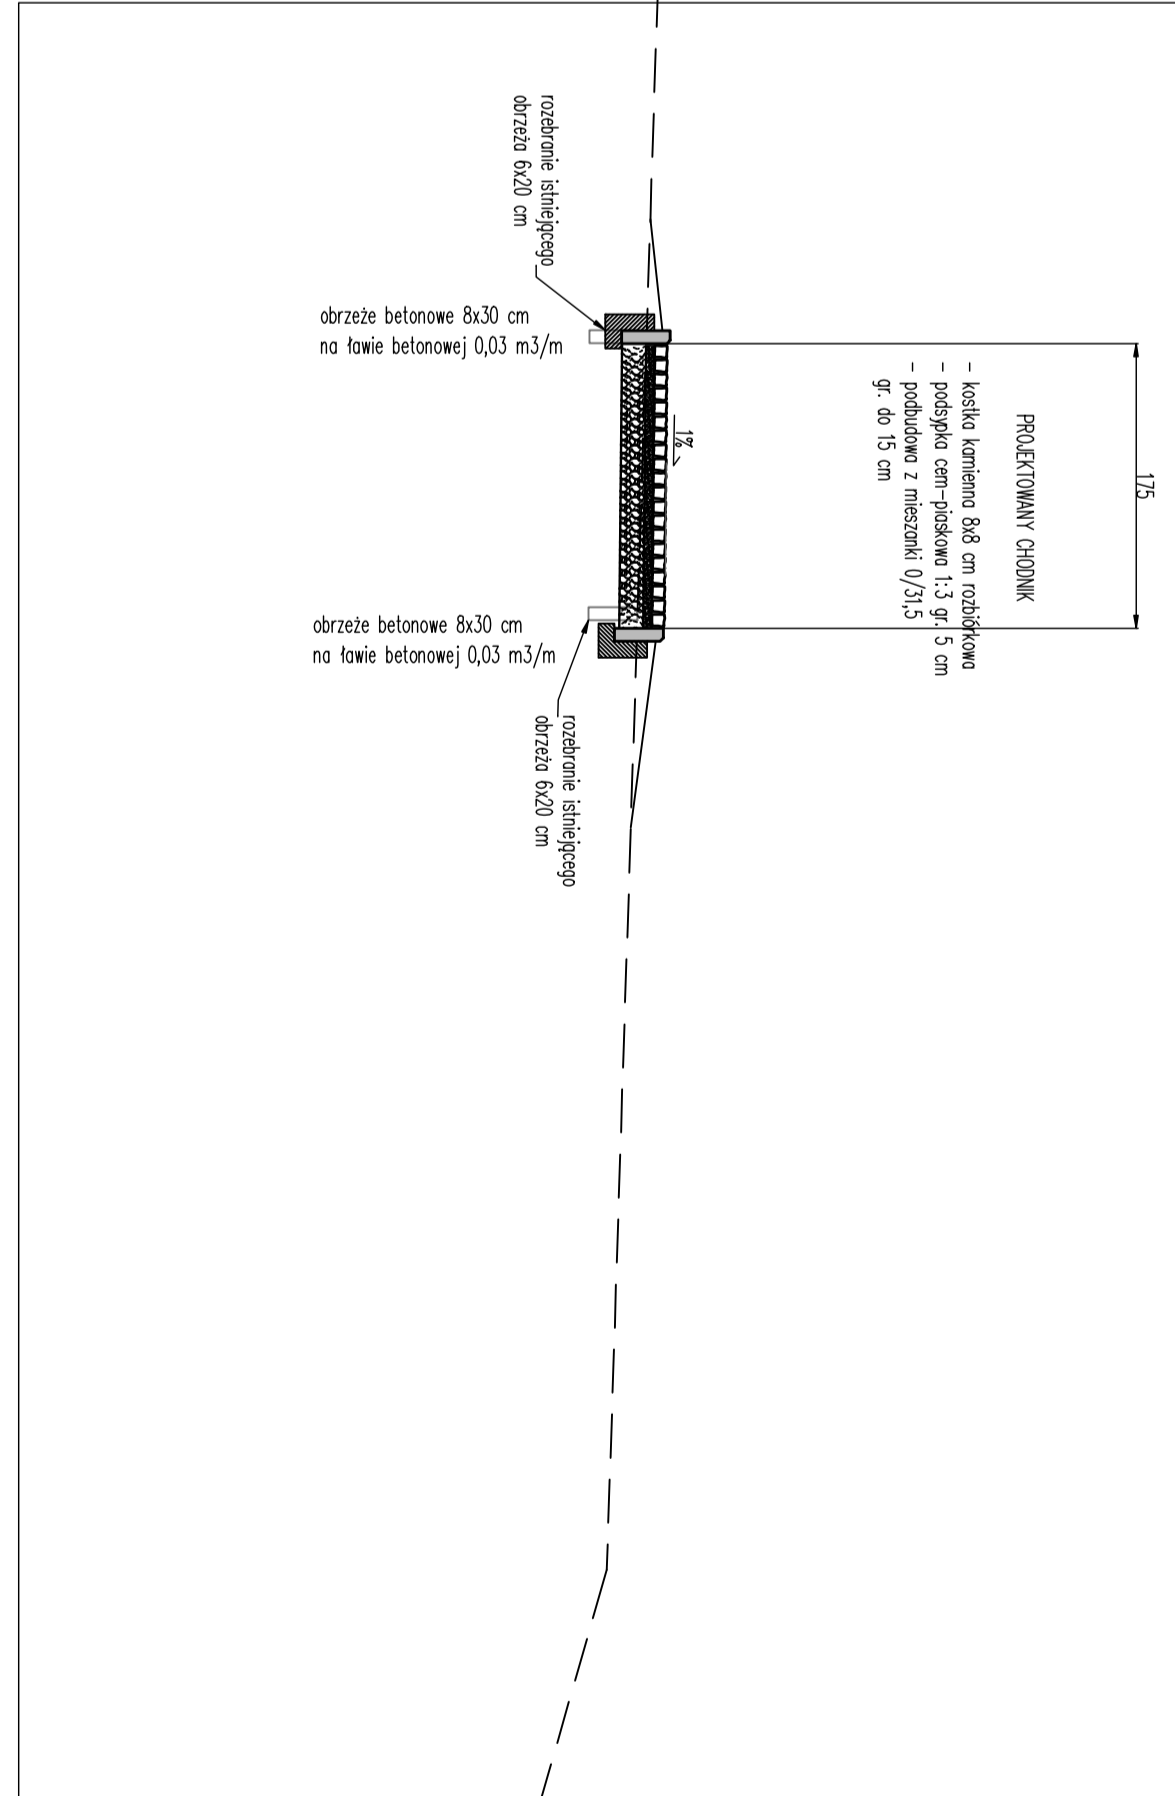 175
PROJEKTOWANY CHODNIK
- kostka kamienna 8x8 cm rozbiórkowa
- podsypka cem-piaskowa 1:3 gr. 5 cm
- podbudowa z mieszanki 0/31,5
gr. do 15 cm
1%
rozebranie istniejącego
obrzeża 6x20 cm
obrzeże betonowe 8x30 cm
na ławie betonowej 0,03 m3/m
obrzeże betonowe 8x30 cm
na ławie betonowej 0,03 m3/m
rozebranie istniejącego
obrzeża 6x20 cm